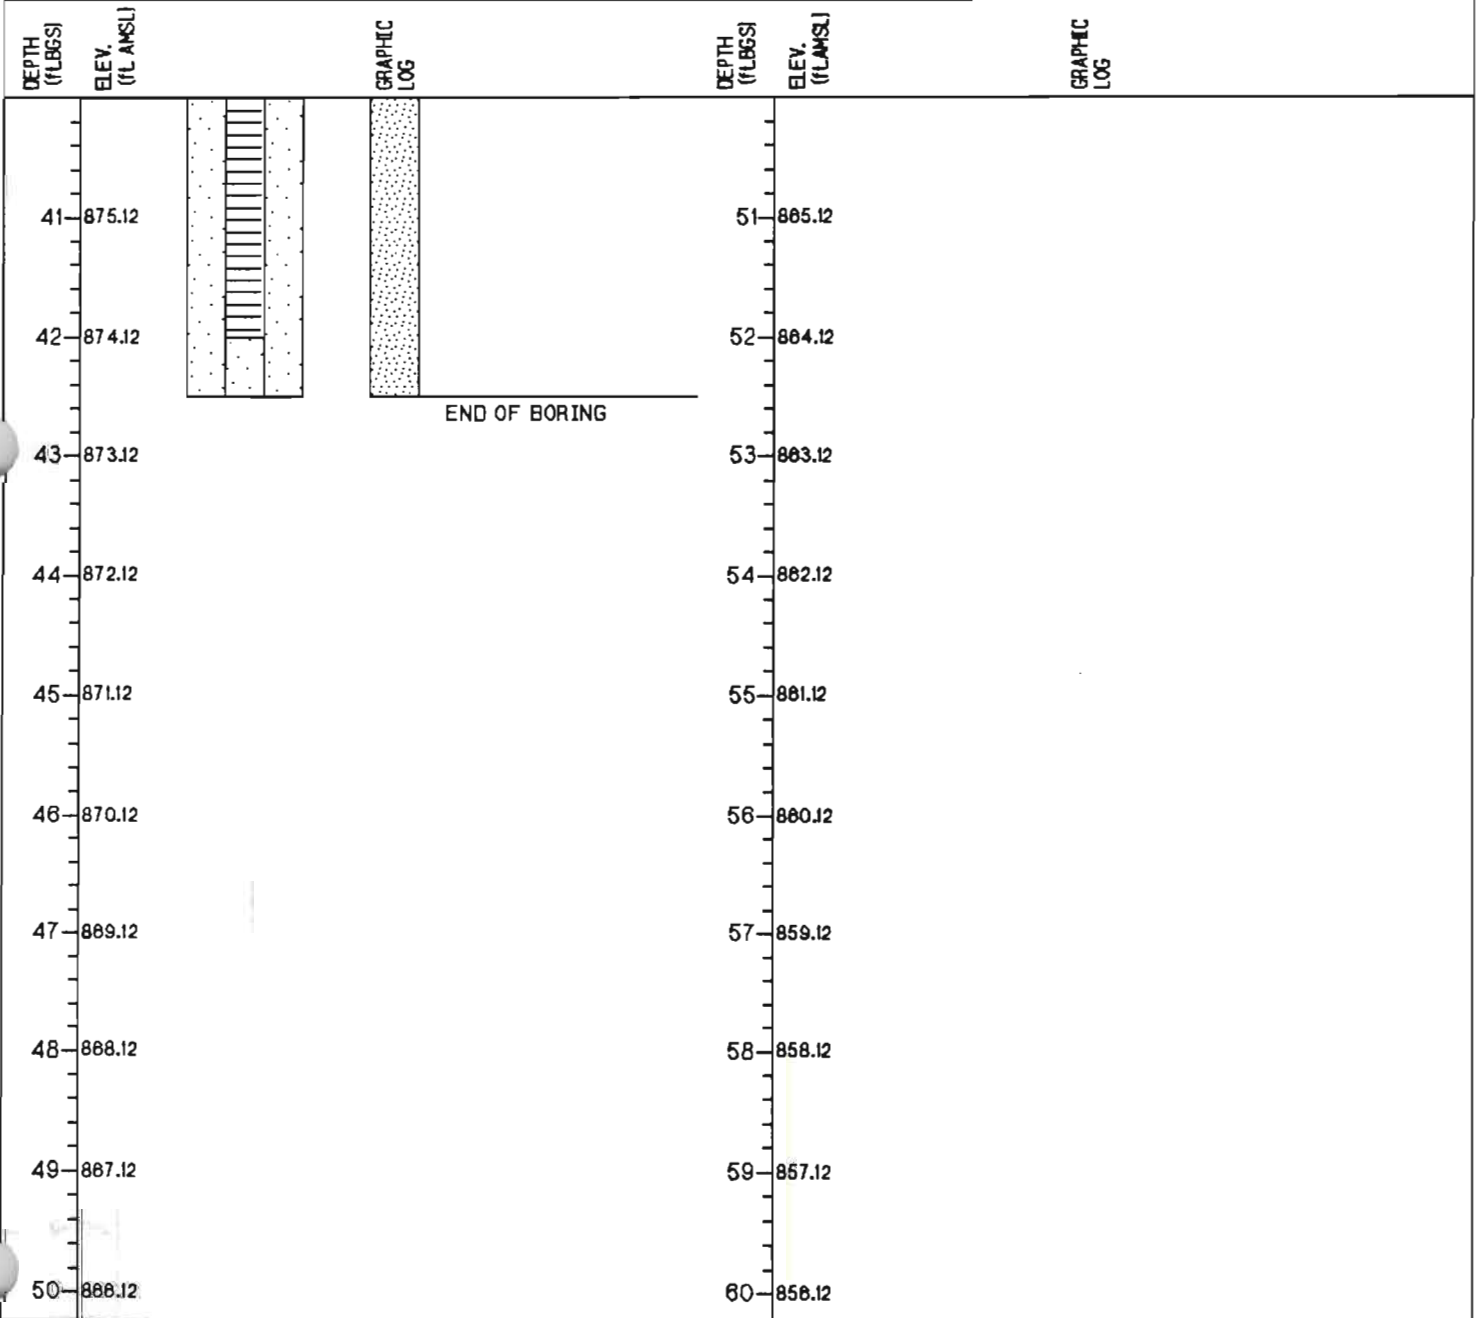 DEPTH
(ft.BGS)
ELEV.
(ft. AMSL)
GRAPHIC
LOG
41 875.12
42 874.12
END OF BORING
43 873.12
44 872.12
45 871.12
46 870.12
47 869.12
48 868.12
49 867.12
50 866.12
DEPTH
(ft.BGS)
ELEV.
(ft.AMSL)
GRAPHIC
LOG
51 865.12
52 864.12
53 863.12
54 862.12
55 861.12
56 860.12
57 859.12
58 858.12
59 857.12
60 856.12